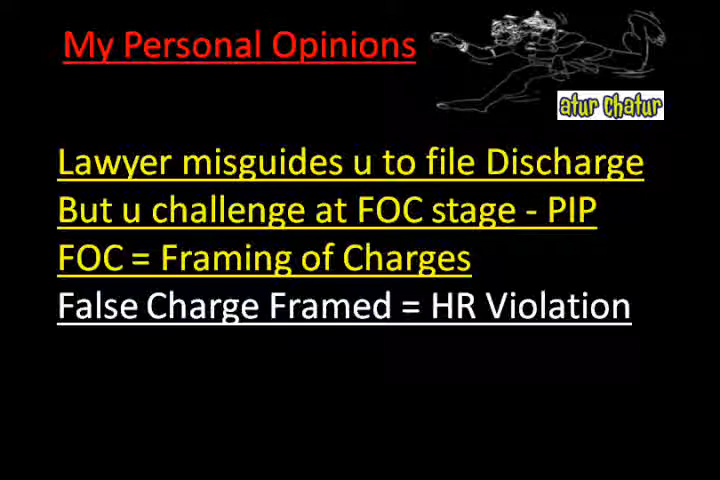 My Personal Opinions
atur chatur
Lawyer misguides u to file Discharge
But u challenge at FOC stage - PIP
FOC = Framing of Charges
False Charge Framed = HR Violation